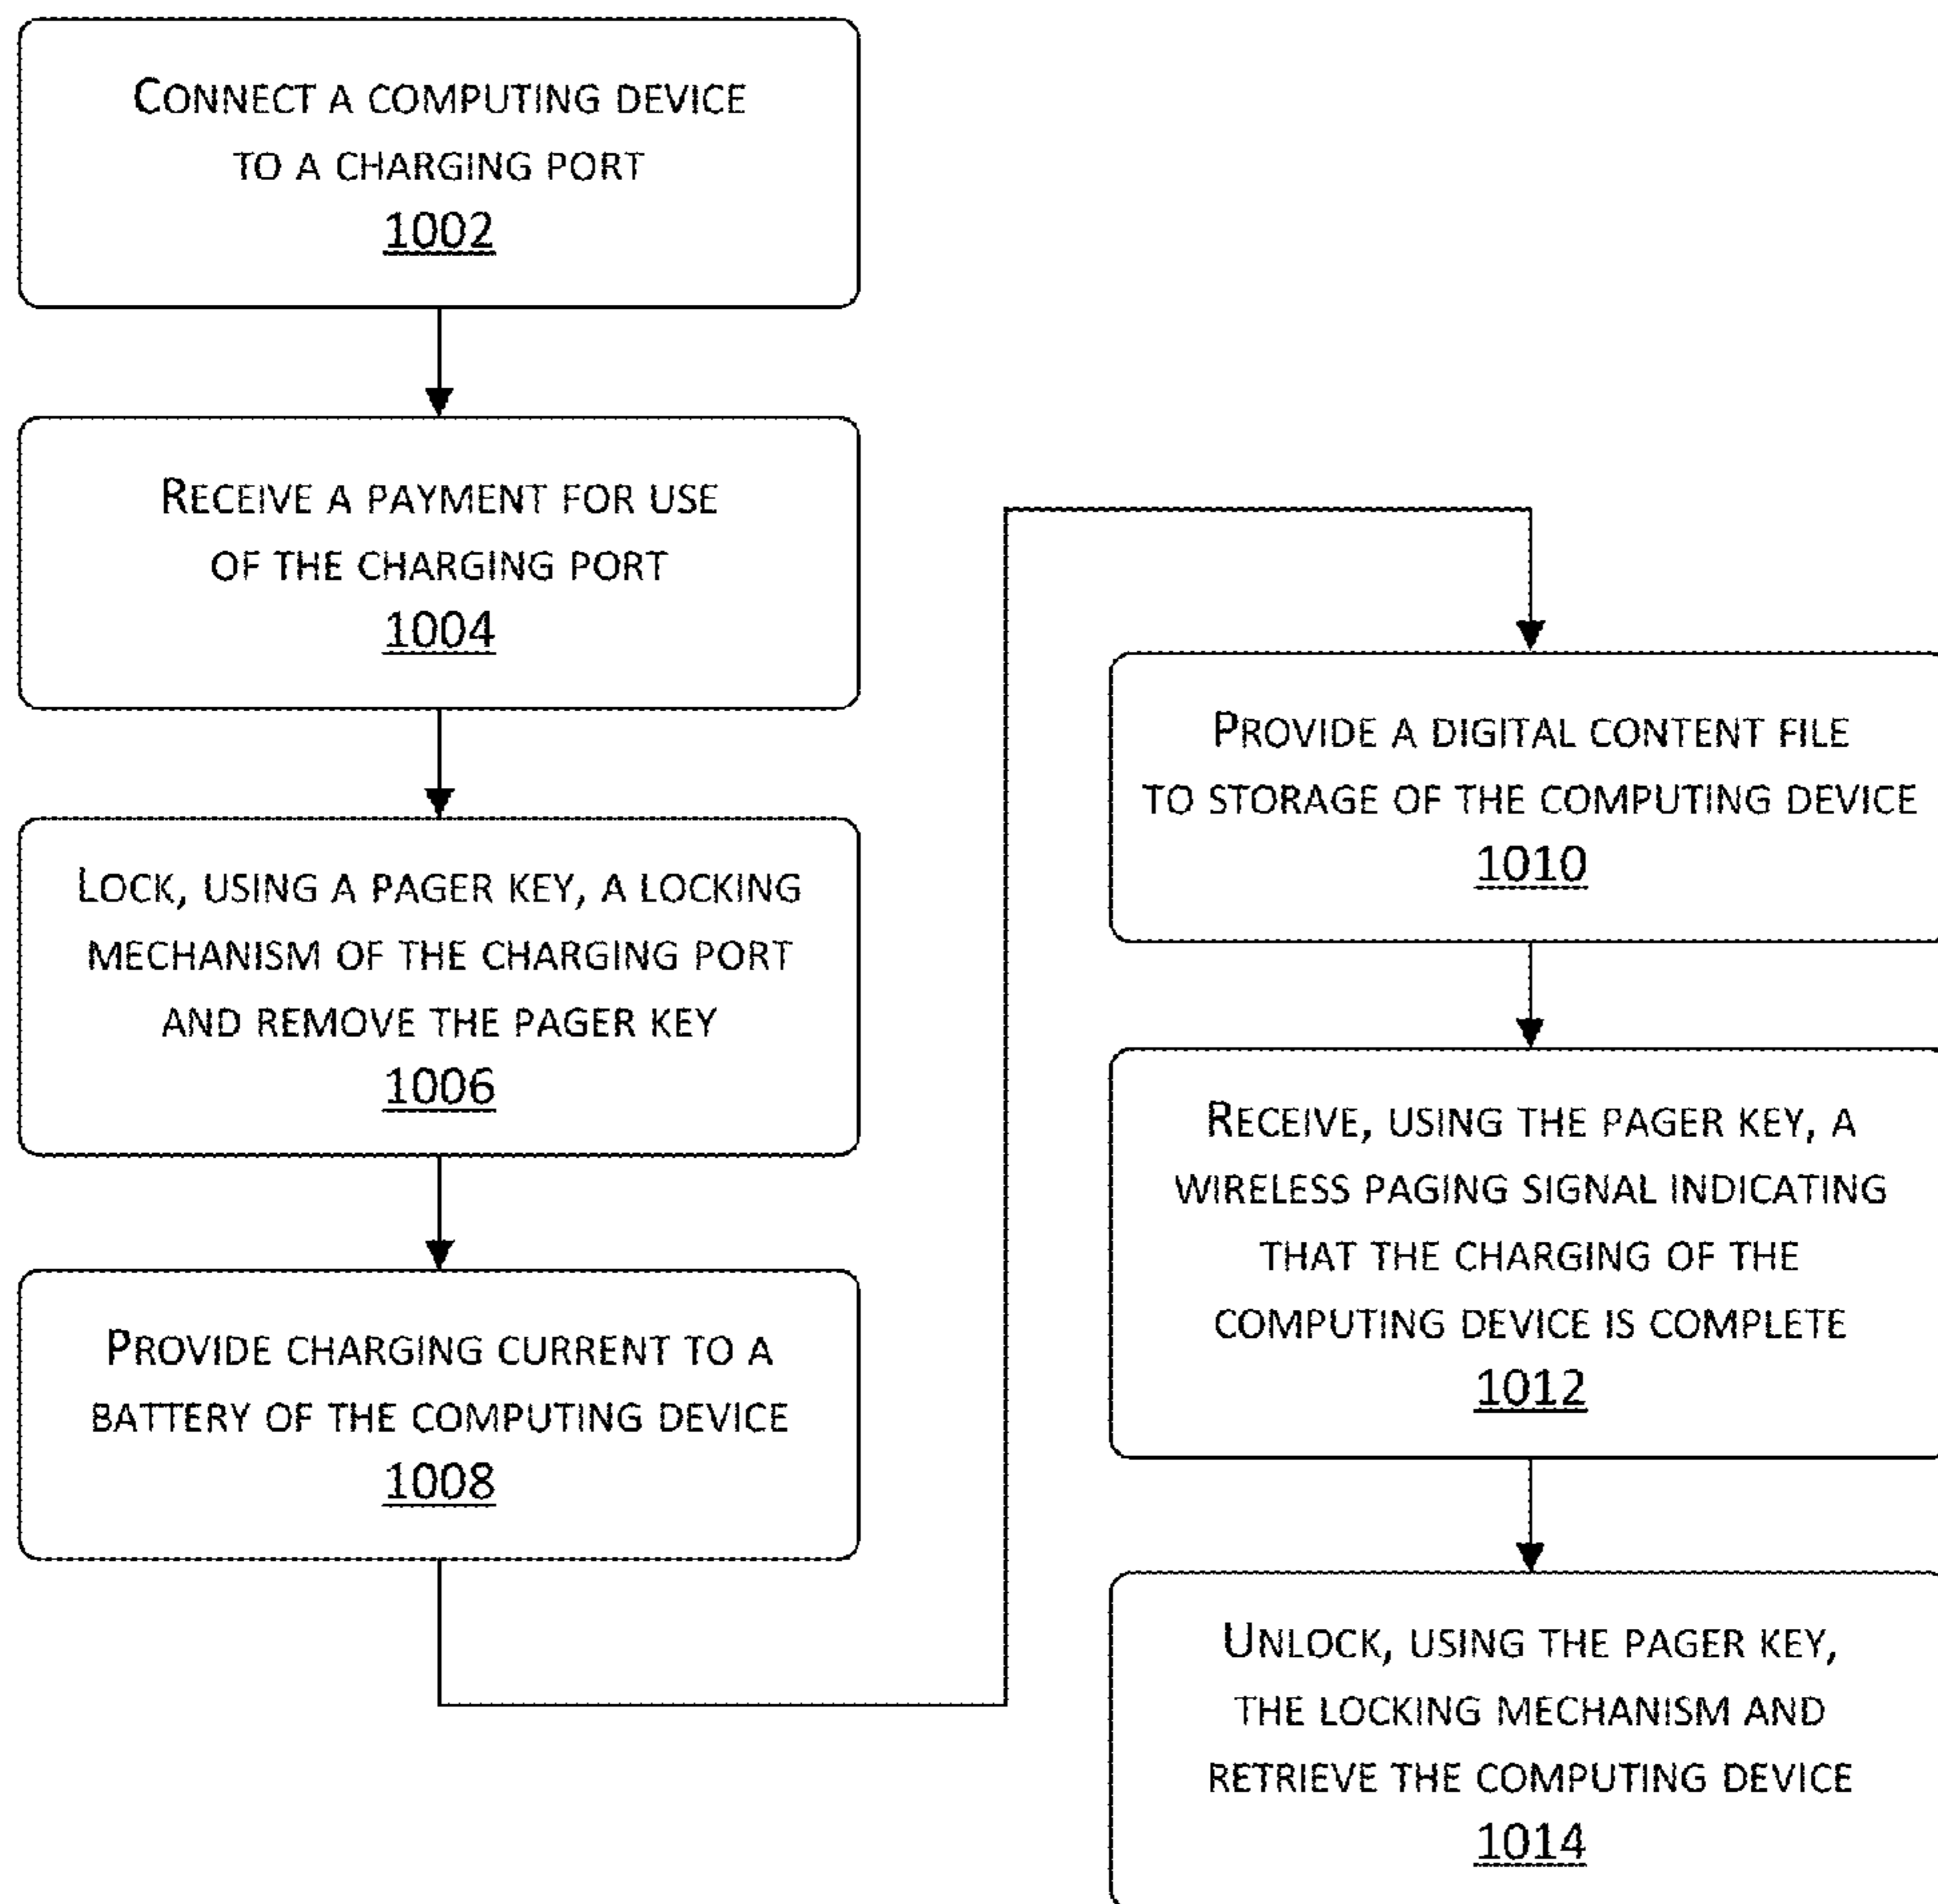 CONNECT A COMPUTING DEVICE
TO A CHARGING PORT
1002
RECEIVE A PAYMENT FOR USE
OF THE CHARGING PORT
1004
LOCK, USING A PAGER KEY, A LOCKING
MECHANISM OF THE CHARGING PORT
AND REMOVE THE PAGER KEY
1006
PROVIDE CHARGING CURRENT TO A
BATTERY OF THE COMPUTING DEVICE
1008
PROVIDE A DIGITAL CONTENT FILE
TO STORAGE OF THE COMPUTING DEVICE
1010
RECEIVE, USING THE PAGER KEY, A
WIRELESS PAGING SIGNAL INDICATING
THAT THE CHARGING OF THE
COMPUTING DEVICE IS COMPLETE
1012
UNLOCK, USING THE PAGER KEY,
THE LOCKING MECHANISM AND
RETRIEVE THE COMPUTING DEVICE
1014